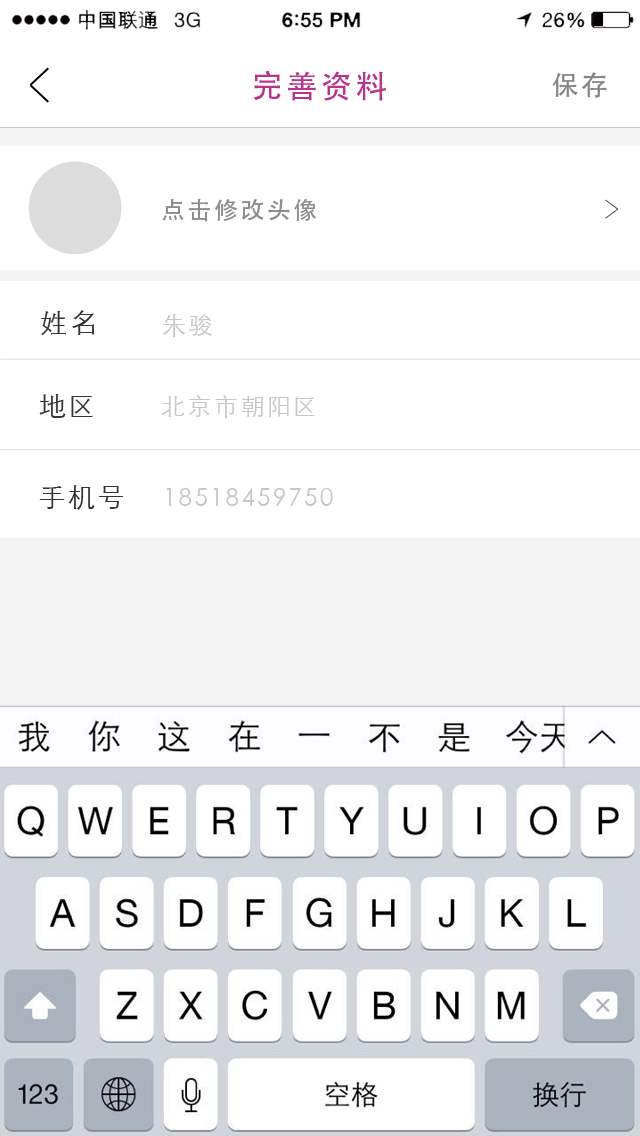 中国联通 3G 6:55 PM 26%
完善资料 保存
点击修改头像
姓名 朱骏
地区 北京市朝阳区
手机号 18518459750
我 你 这 在 一 不 是 今天
Q W E R T Y U I O P
A S D F G H J K L
Z X C V B N M
123 空格 换行